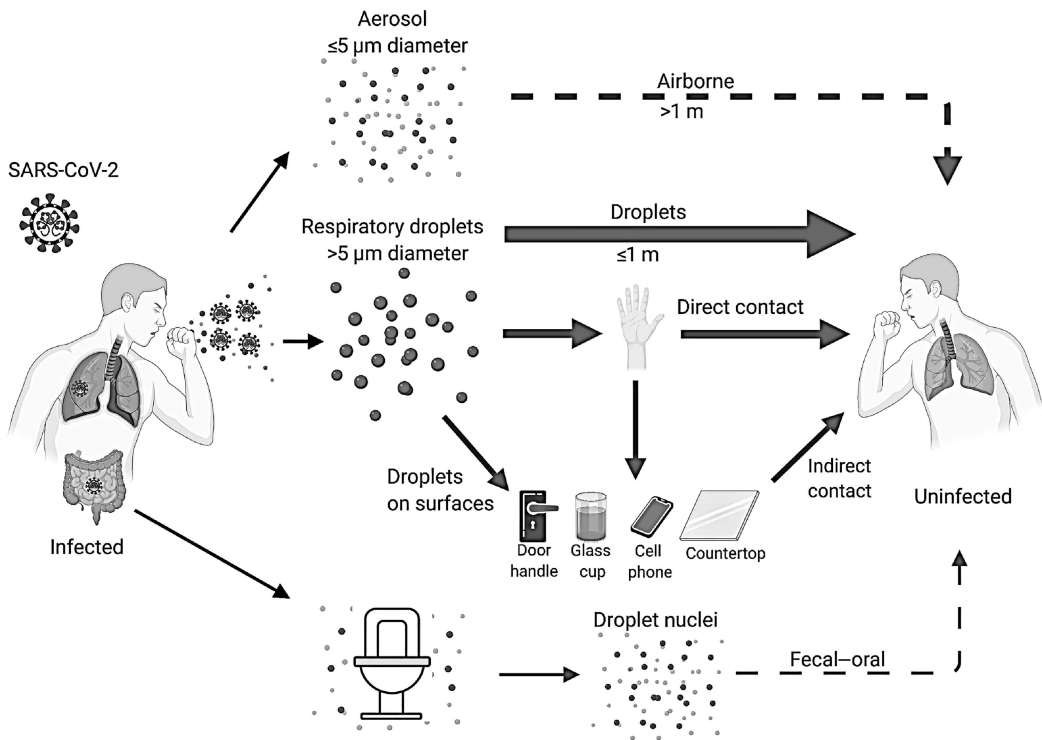 Aerosol
≤5 μm diameter
Airborne
>1 m
SARS-CoV-2
Respiratory droplets
>5 μm diameter
Droplets
≤1 m
Direct contact
Droplets
on surfaces
Indirect
contact
Infected
Uninfected
Door
handle
Glass
cup
Cell
phone
Countertop
Droplet nuclei
Fecal–oral